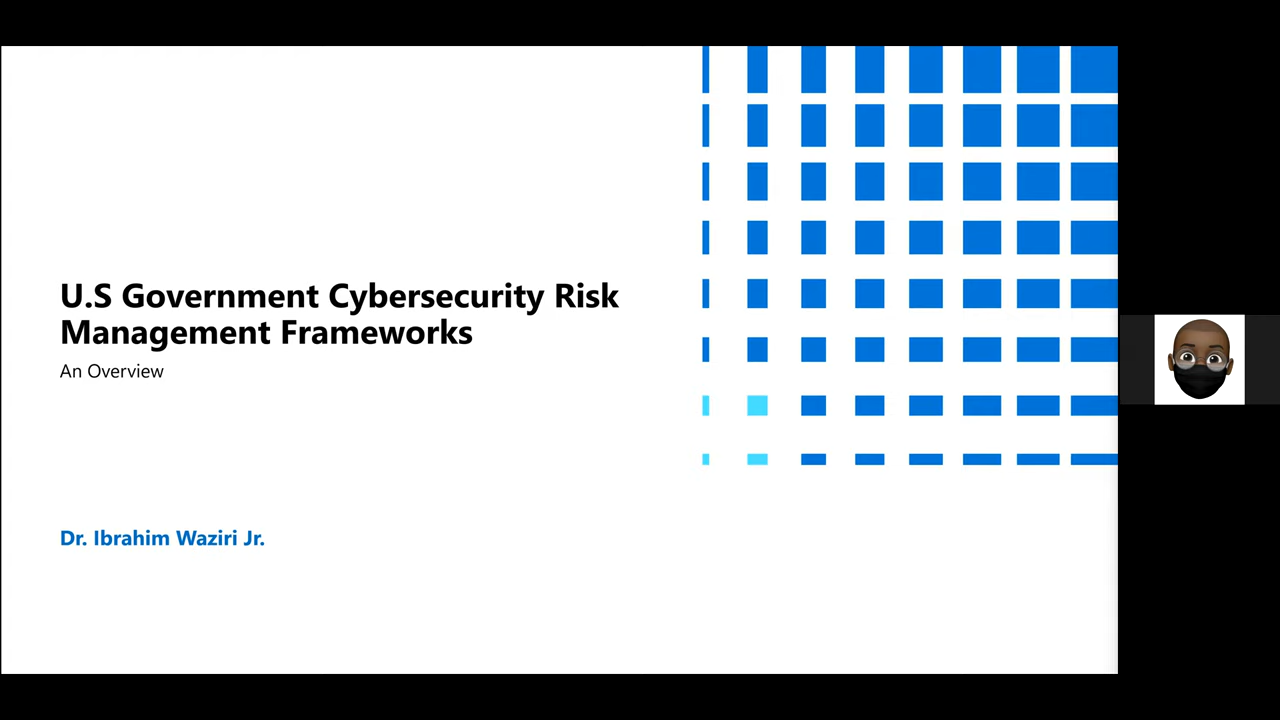 U.S Government Cybersecurity Risk
Management Frameworks
An Overview
Dr. Ibrahim Waziri Jr.